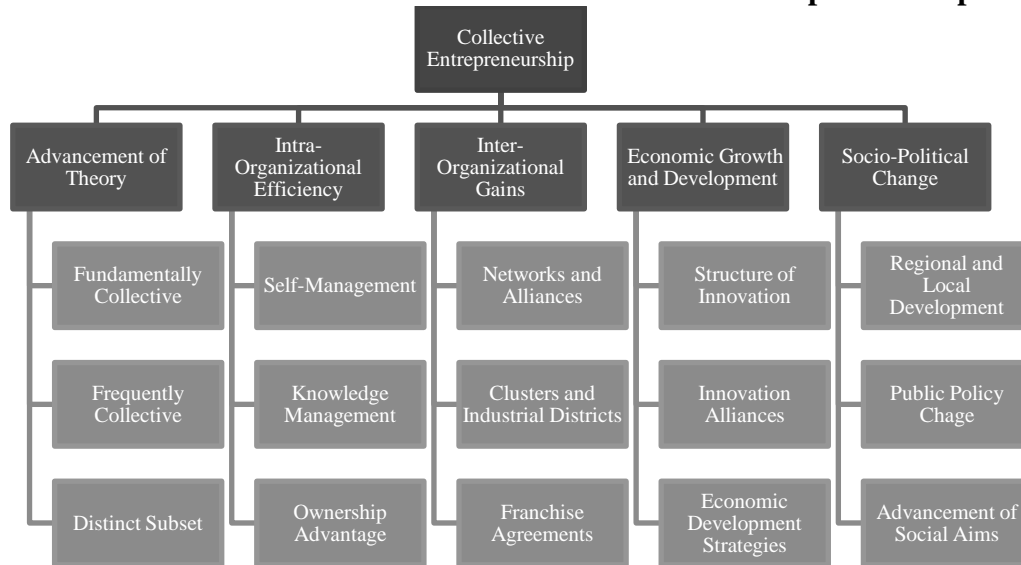 Collective
Entrepreneurship
Advancement of
Theory
Intra-
Organizational
Efficiency
Inter-
Organizational
Gains
Economic Growth
and Development
Socio-Political
Change
Fundamentally
Collective
Self-Management
Networks and
Alliances
Structure of
Innovation
Regional and
Local
Development
Frequently
Collective
Knowledge
Management
Clusters and
Industrial Districts
Innovation
Alliances
Public Policy
Chage
Distinct Subset
Ownership
Advantage
Franchise
Agreements
Economic
Development
Strategies
Advancement of
Social Aims